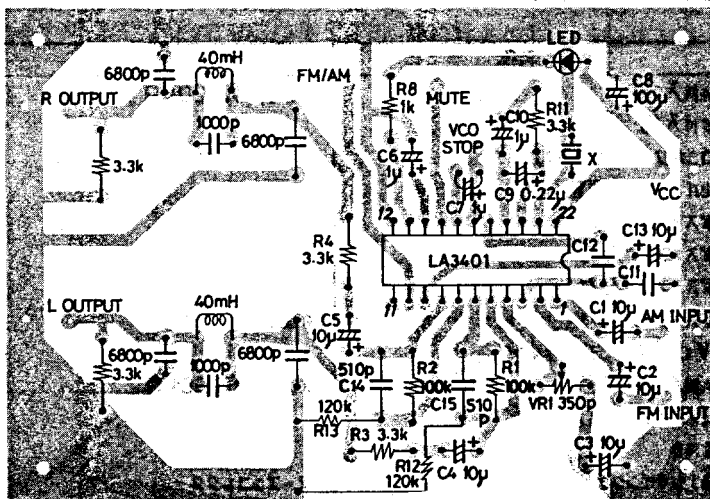 LED
40mH
6800p
FM/AM
R8
1k
MUTE
C8
100μ
R OUTPUT
C10
1μ
R11
3.3k
1000p
6800p
VCO
STOP
3.3k
C6
1μ
X
C7 1μ
C9 0.22μ
VCC
12
22
C13 10μ
R4
3.3k
LA3401
C12
C11
L OUTPUT
40mH
C5
10μ
11
1
C1 10μ
AM INPUT
6800p
3.3k
1000p
6800p
510p
C14
R2
100k
C15
510
P
R1
100k
VR1 350p
C2
10μ
FM INPUT
120k
R13
R3 3.3k
R12
120k
C4 10μ
C3 10μ